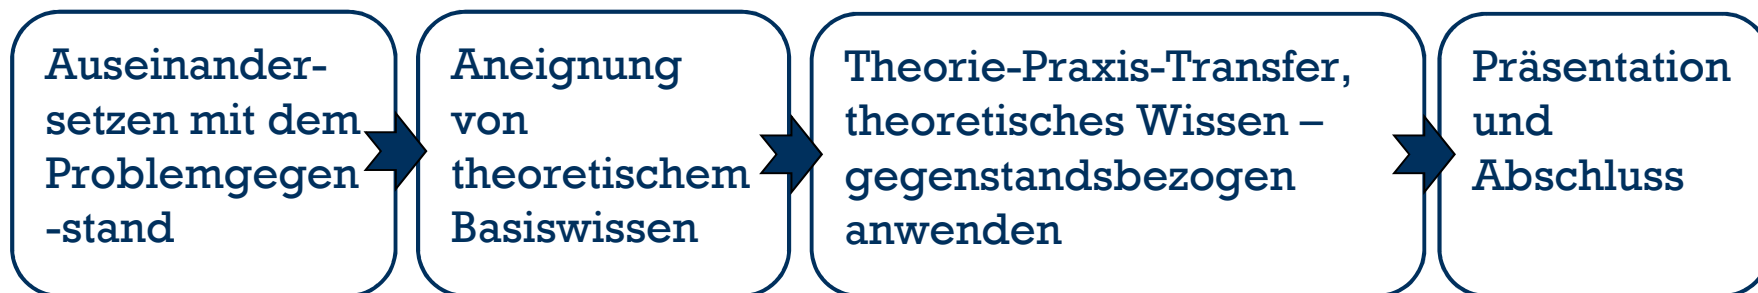 Auseinander-
setzen mit dem
Problemgegen
-stand
Aneignung
von
theoretischem
Basiswissen
Theorie-Praxis-Transfer,
theoretisches Wissen –
gegenstandsbezogen
anwenden
Präsentation
und
Abschluss